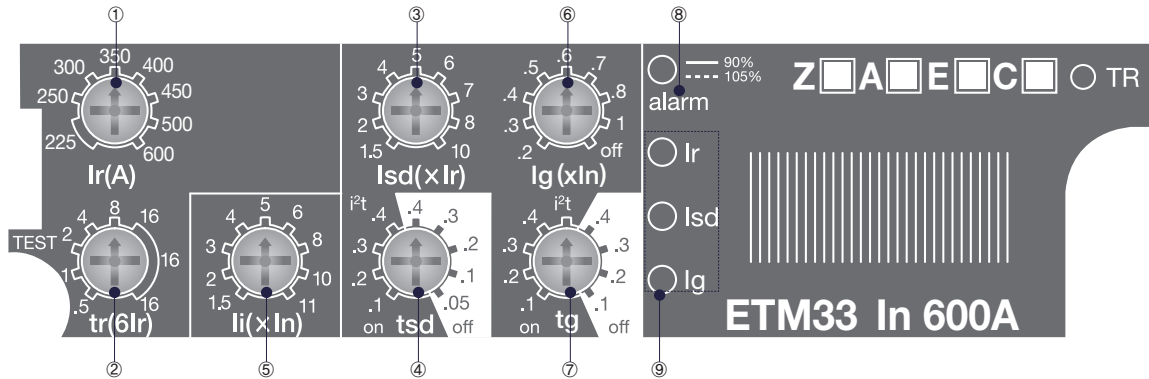 ① ③ ⑥ ⑧
225 250 300 350 400 450 500 600
Ir(A)
1.5 2 3 4 5 6 7 8 10
Isd(×Ir)
.2 .3 .4 .5 .6 .7 .8 1 off
Ig(xIn)
90%
105%
alarm
Z A E C TR
Ir
Isd
Ig
TEST
.5 1 2 4 8 16 16 16
tr(6Ir)
1.5 2 3 4 5 6 8 10 11
Ii(×In)
i²t
.1 .2 .3 .4 .4 .3 .2 .1 .05
on tsd off
i²t
.1 .2 .3 .4 .4 .3 .2 .1
on tg off
ETM33 In 600A
② ⑤ ④ ⑦ ⑨